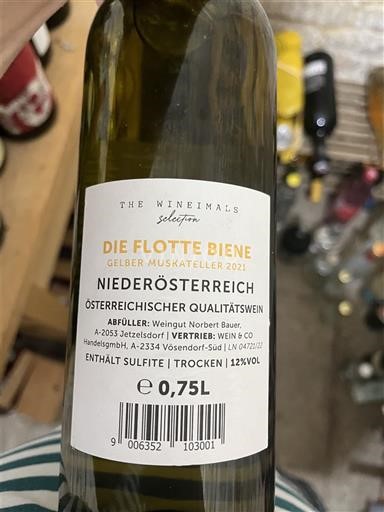 THE WINEIMALS
selection
DIE FLOTTE BIENE
GELBER MUSKATELLER 2021
NIEDERÖSTERREICH
ÖSTERREICHISCHER QUALITÄTSWEIN
ABFÜLLER: Weingut Norbert Bauer,
A-2053 Jetzelsdorf | VERTRIEB: WEIN & CO
HandelsgmbH, A-2334 Vösendorf-Süd | LN 04721/22
ENTHÄLT SULFITE | TROCKEN | 12%VOL
℮ 0,75L
9 006352 103001